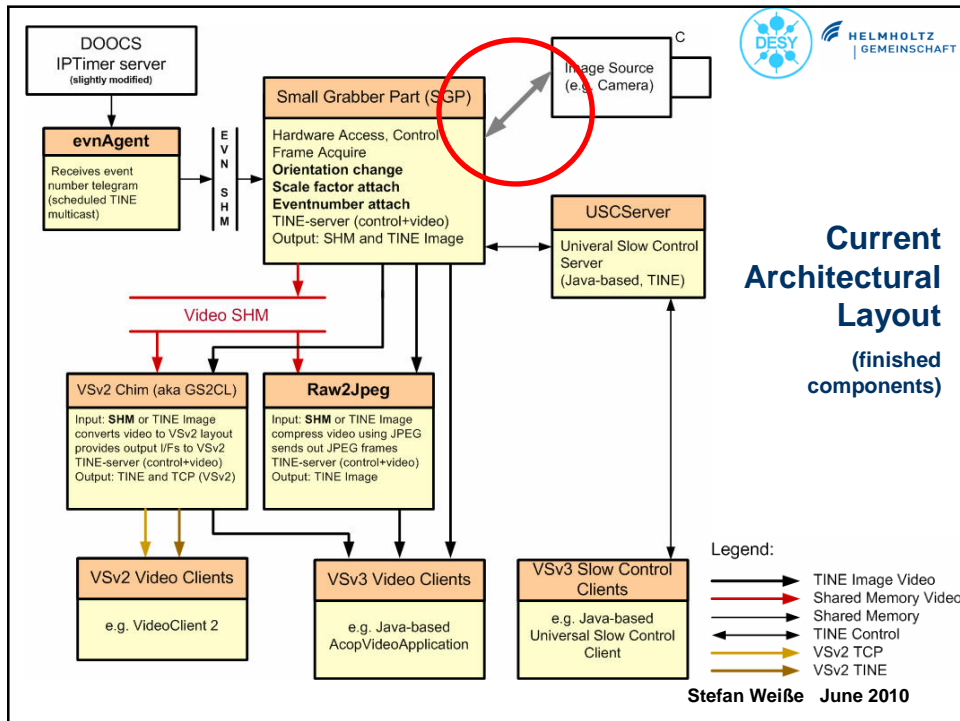 DOOCS
IPTimer server
(slightly modified)
evnAgent
Receives event
number telegram
(scheduled TINE
multicast)
EVN SHM
Small Grabber Part (SGP)
Hardware Access, Control
Frame Acquire
Orientation change
Scale factor attach
Eventnumber attach
TINE-server (control+video)
Output: SHM and TINE Image
C
Image Source
(e.g. Camera)
DESY
HELMHOLTZ
GEMEINSCHAFT
USCServer
Univeral Slow Control
Server
(Java-based, TINE)
Current
Architectural
Layout
(finished
components)
Video SHM
VSv2 Chim (aka GS2CL)
Input: SHM or TINE Image
converts video to VSv2 layout
provides output I/Fs to VSv2
TINE-server (control+video)
Output: TINE and TCP (VSv2)
Raw2Jpeg
Input: SHM or TINE Image
compress video using JPEG
sends out JPEG frames
TINE-server (control+video)
Output: TINE Image
VSv2 Video Clients
e.g. VideoClient 2
VSv3 Video Clients
e.g. Java-based
AcopVideoApplication
VSv3 Slow Control
Clients
e.g. Java-based
Universal Slow Control
Client
Legend:
TINE Image Video
Shared Memory Video
Shared Memory
TINE Control
VSv2 TCP
VSv2 TINE
Stefan Weiße June 2010